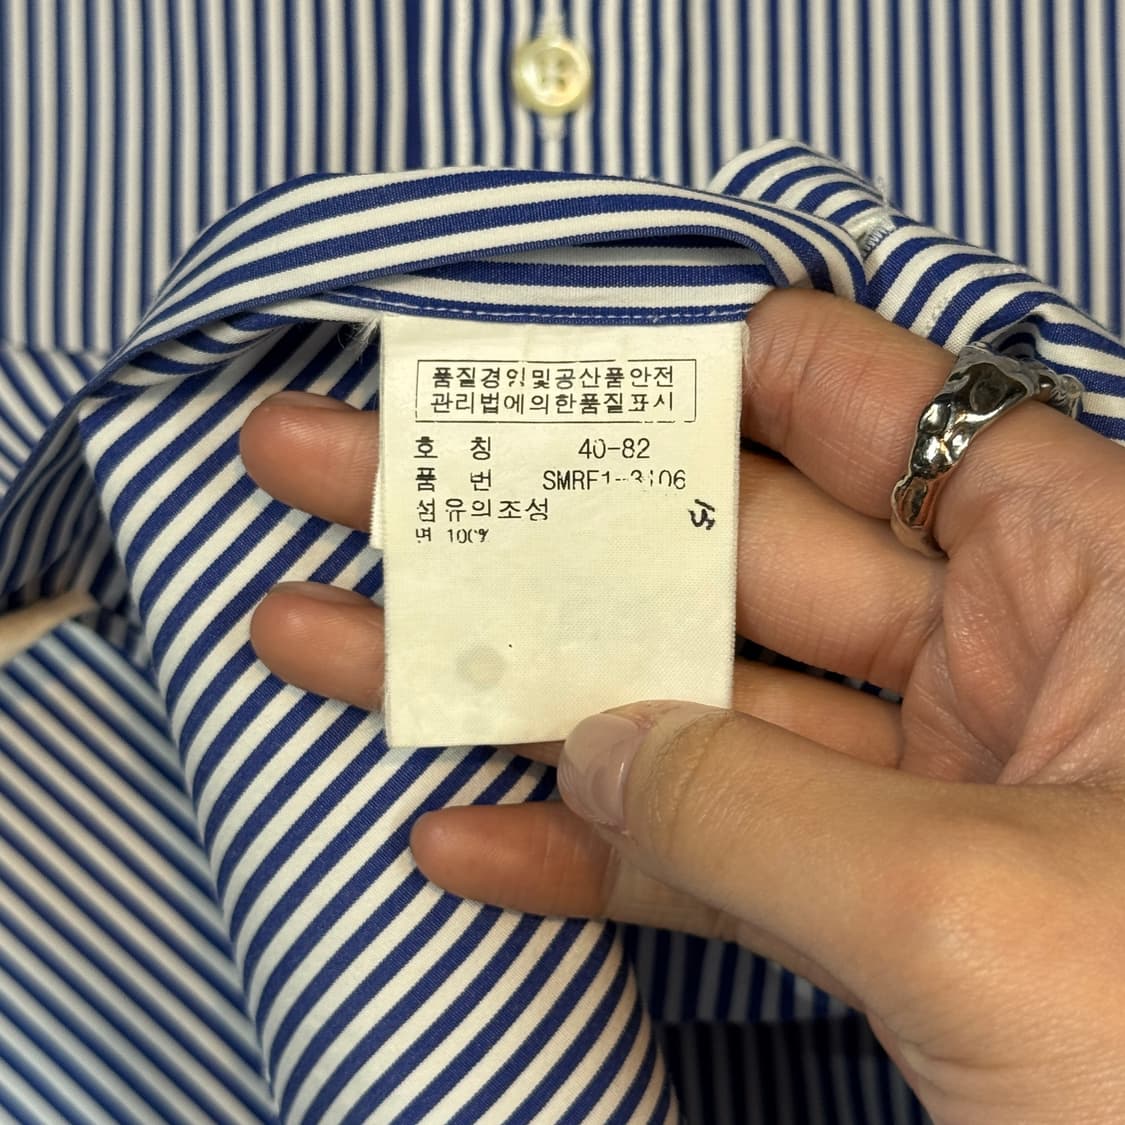 품질경영및공산품안전
관리법에의한품질표시
호 칭 40-82
품 번 SMRF1-3106
섬유의조성
면 100%